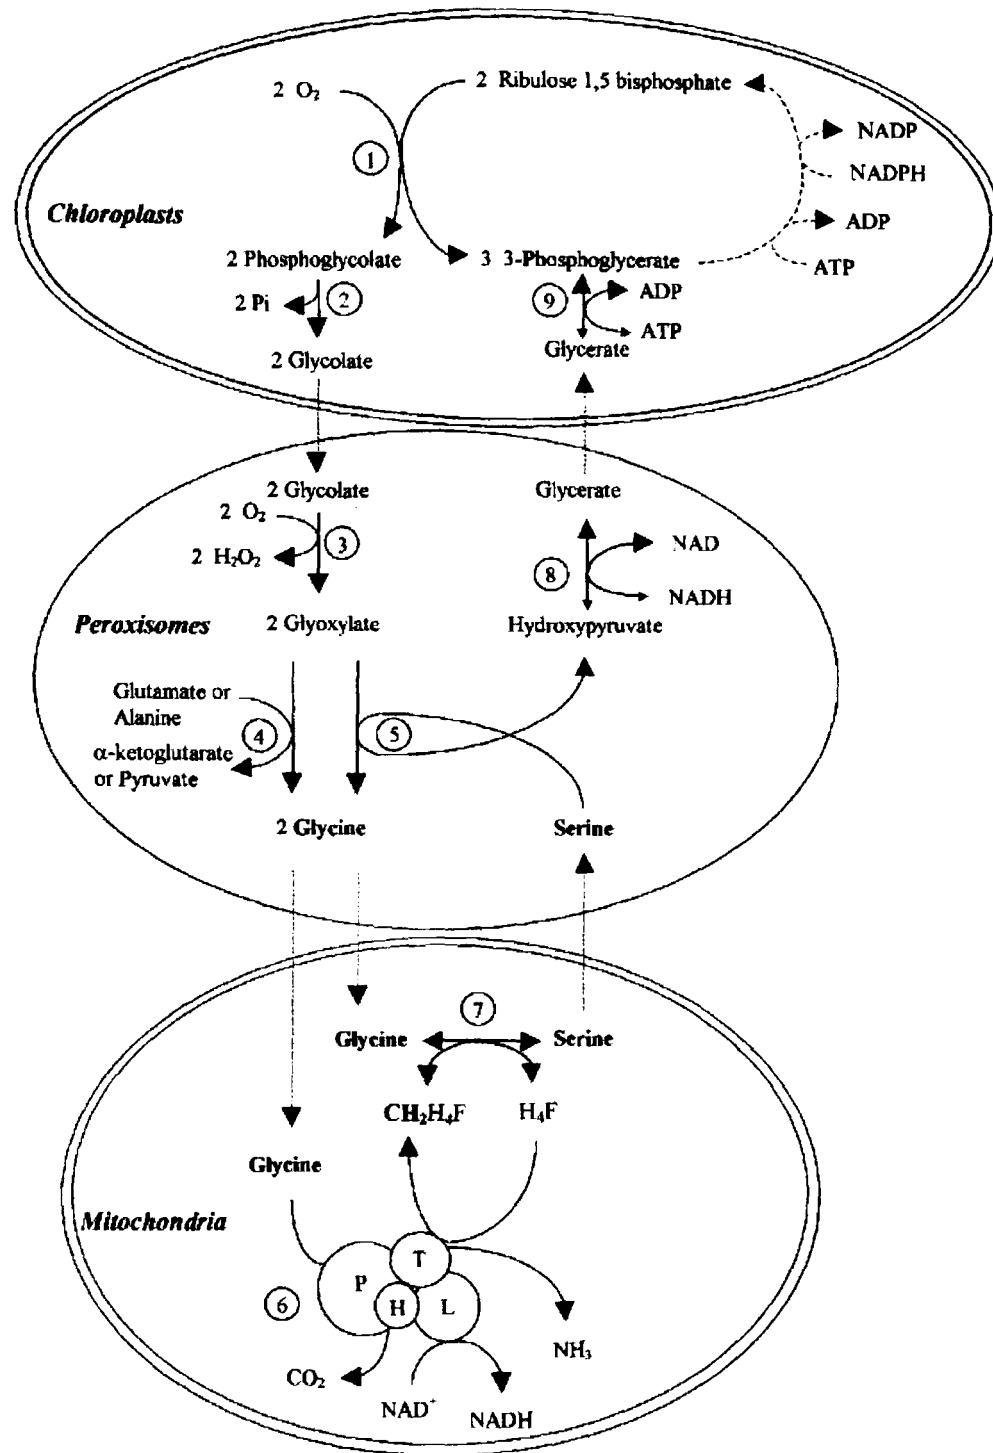 2 O₂
2 Ribulose 1,5 bisphosphate
NADP
1
NADPH
Chloroplasts
ADP
2 Phosphoglycolate
3 3-Phosphoglycerate
ATP
2 Pi
2
9
ADP
ATP
2 Glycolate
Glycerate
2 Glycolate
Glycerate
2 O₂
3
NAD
2 H₂O₂
8
NADH
Peroxisomes
2 Glyoxylate
Hydroxypyruvate
Glutamate or
Alanine
4
5
α-ketoglutarate
or Pyruvate
2 Glycine
Serine
7
Glycine
Serine
CH₂H₄F
H₄F
Glycine
Mitochondria
T
P
6
H
L
NH₃
CO₂
NAD⁺
NADH